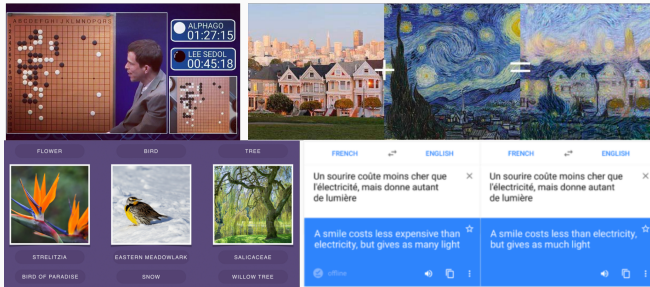 A B C D E F G H J K L M N O P Q R S T
ALPHAGO
01:27:15
LEE SEDOL
00:45:18
+
=
FLOWER
BIRD
TREE
STRELITZIA
EASTERN MEADOWLARK
SALICACEAE
BIRD OF PARADISE
SNOW
WILLOW TREE
FRENCH
ENGLISH
Un sourire coûte moins cher que
l'électricité, mais donne autant
de lumière
A smile costs less expensive than
electricity, but gives as many light
offline
FRENCH
ENGLISH
Un sourire coûte moins cher que
l'électricité, mais donne autant
de lumière
A smile costs less than electricity,
but gives as much light